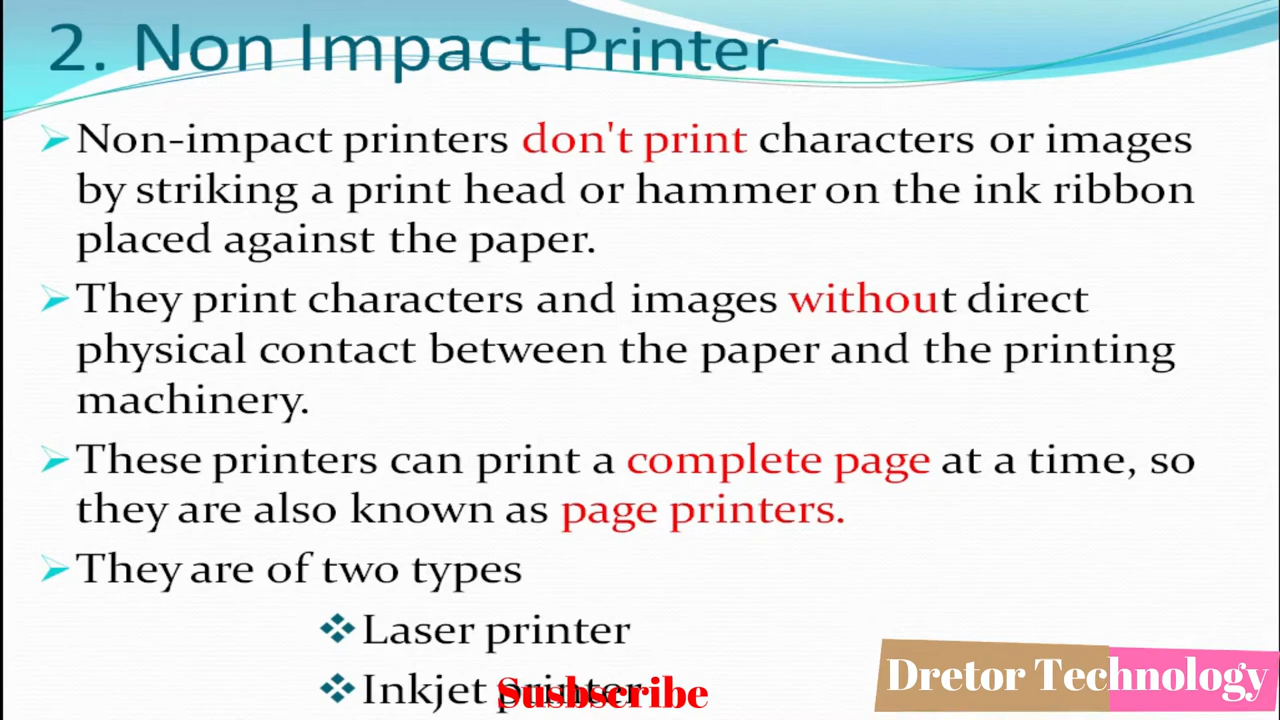 2. Non Impact Printer
Non-impact printers don't print characters or images
by striking a print head or hammer on the ink ribbon
placed against the paper.
They print characters and images without direct
physical contact between the paper and the printing
machinery.
These printers can print a complete page at a time, so
they are also known as page printers.
They are of two types
Laser printer
Inkjet printer
Susbscribe
Dretor Technology